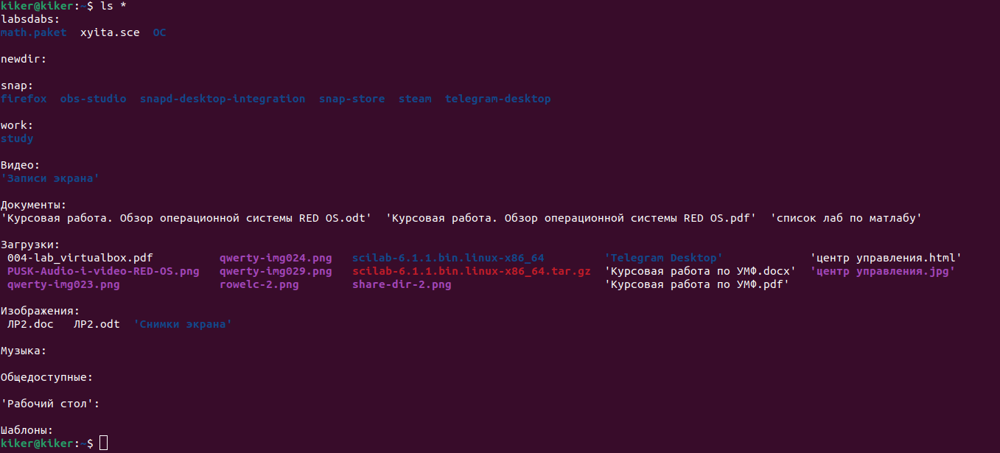 kiker@kiker:~$ ls *
labsdabs:
math.paket  xyita.sce  ОС

newdir:

snap:
firefox  obs-studio  snapd-desktop-integration  snap-store  steam  telegram-desktop

work:
study

Видео:
'Записи экрана'

Документы:
'Курсовая работа. Обзор операционной системы RED OS.odt'  'Курсовая работа. Обзор операционной системы RED OS.pdf'  'список лаб по матлабу'

Загрузки:
004-lab_virtualbox.pdf  qwerty-img024.png  scilab-6.1.1.bin.linux-x86_64  'Telegram Desktop'  'центр управления.html'
PUSK-Audio-i-video-RED-OS.png  qwerty-img029.png  scilab-6.1.1.bin.linux-x86_64.tar.gz  'Курсовая работа по УМФ.docx'  'центр управления.jpg'
qwerty-img023.png  rowelc-2.png  share-dir-2.png  'Курсовая работа по УМФ.pdf'

Изображения:
ЛР2.doc  ЛР2.odt  'Снимки экрана'

Музыка:

Общедоступные:

'Рабочий стол':

Шаблоны:
kiker@kiker:~$